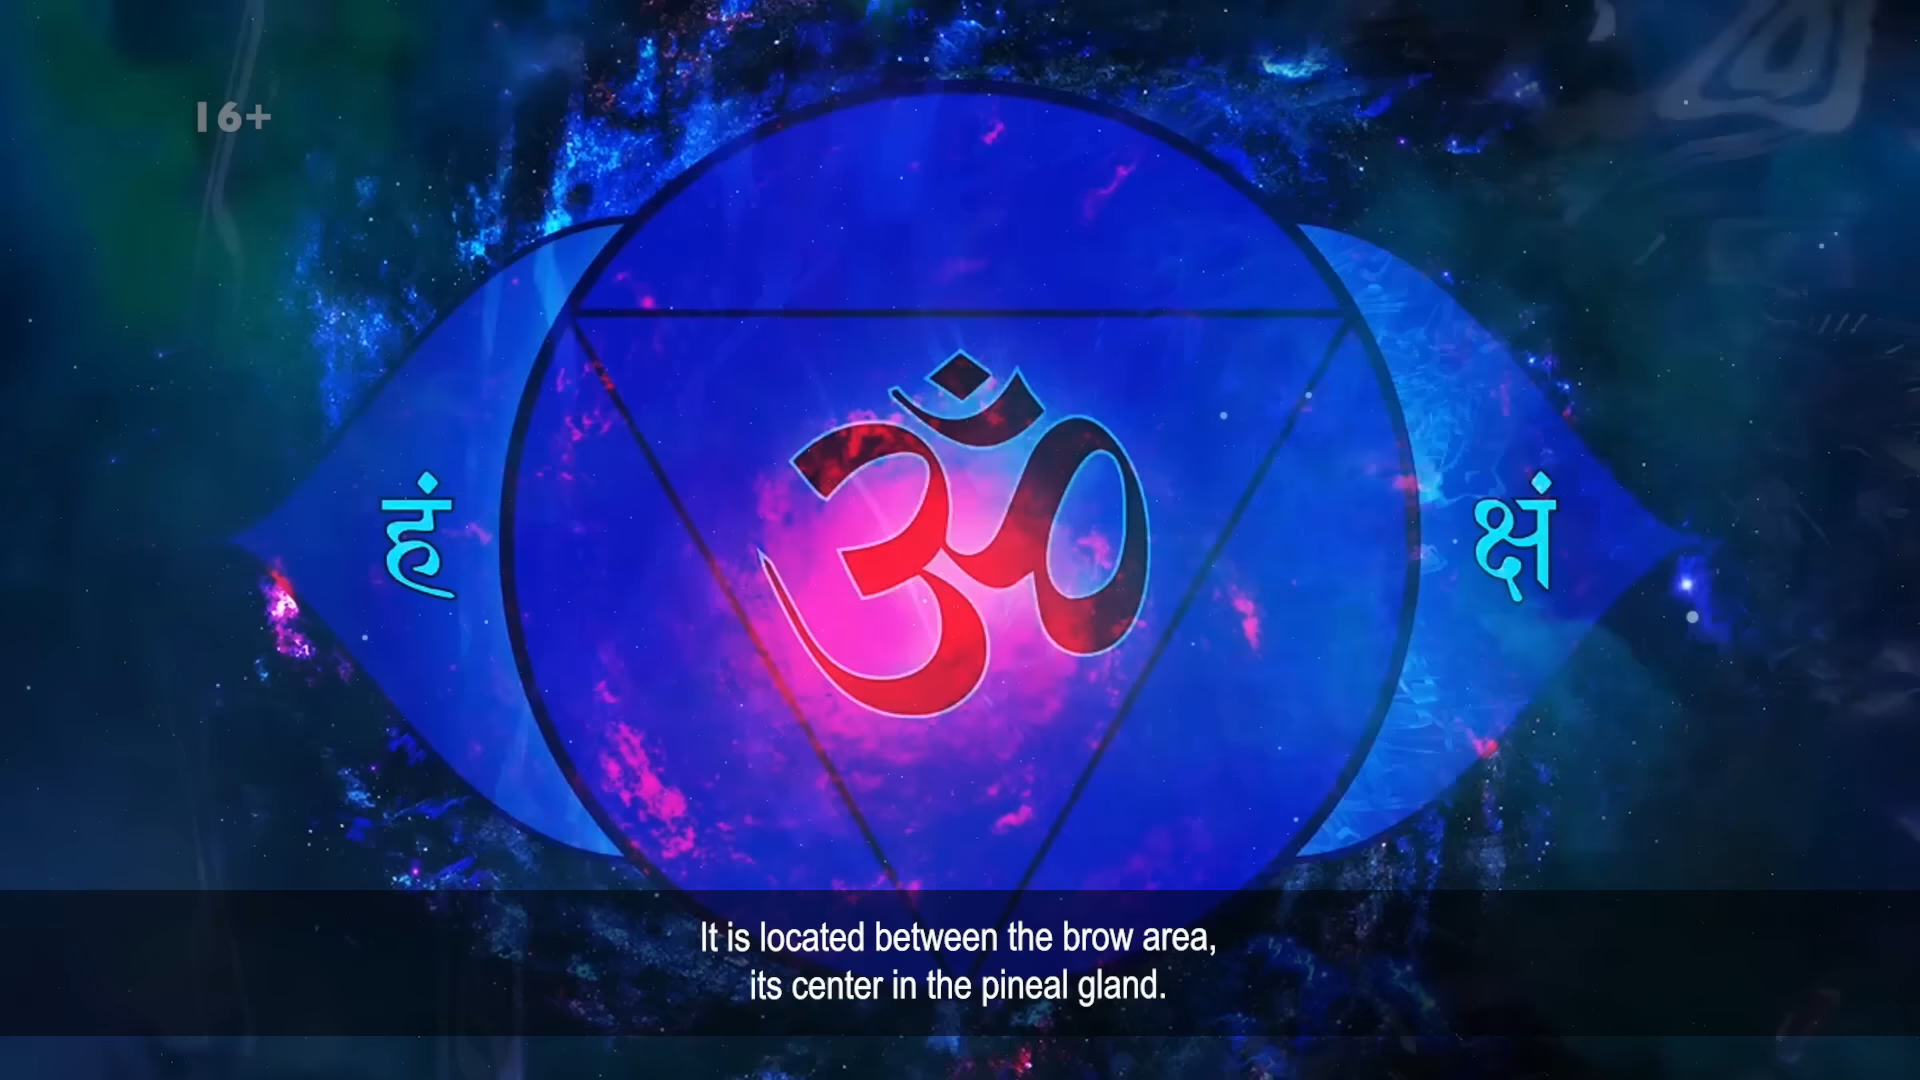 16+
ॐ
हं
क्षं
It is located between the brow area,
its center in the pineal gland.